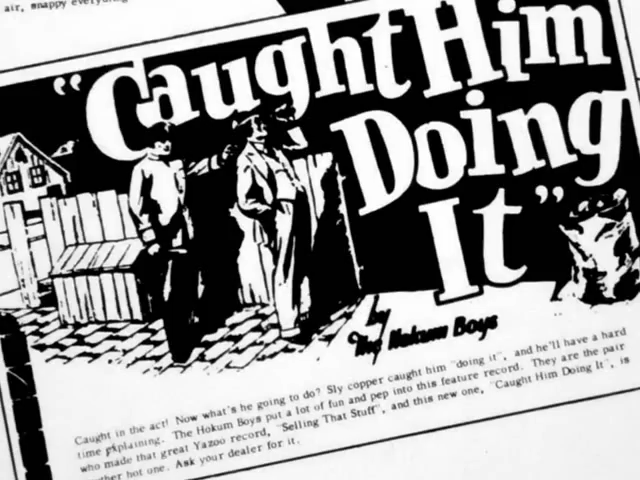 air, snappy everything
"Caught Him
Doing
It"
by
The Hokum Boys
Caught in the act! Now what's he going to do? Sly copper caught him "doing it", and he'll have a hard
time explaining. The Hokum Boys put a lot of fun and pep into this feature record. They are the pair
who made that great Yazoo record, "Selling That Stuff", and this new one, "Caught Him Doing It", is
other hot one. Ask your dealer for it.